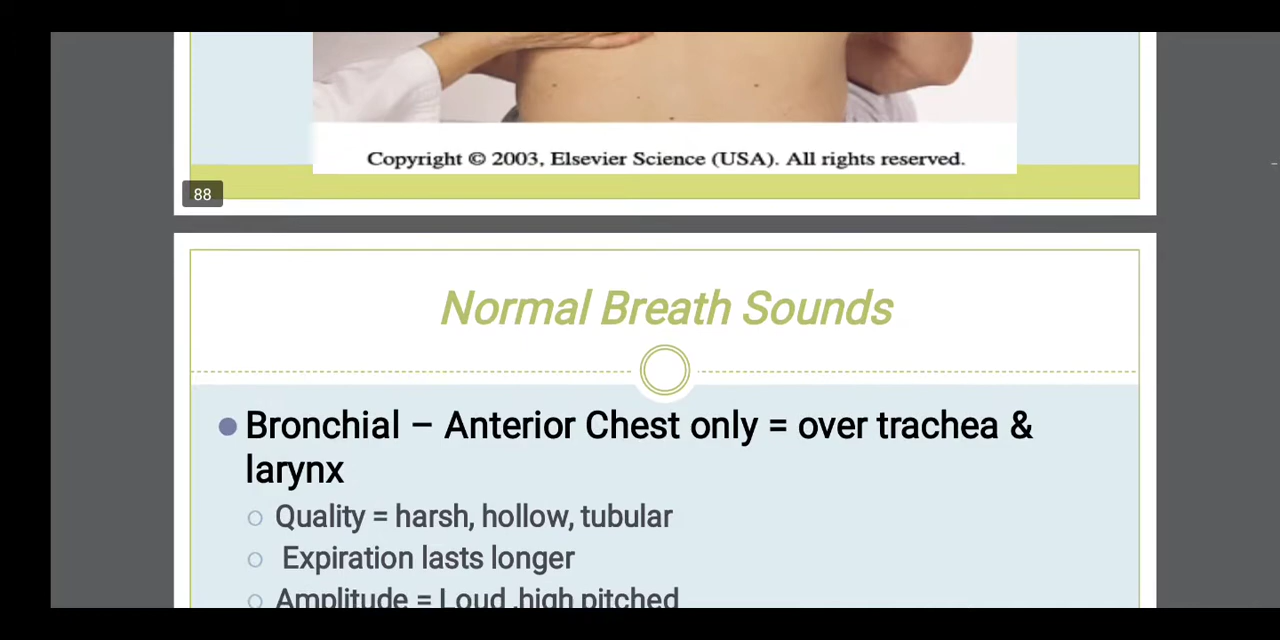 Copyright © 2003, Elsevier Science (USA). All rights reserved.
88
Normal Breath Sounds
Bronchial – Anterior Chest only = over trachea &
larynx
Quality = harsh, hollow, tubular
Expiration lasts longer
Amplitude = Loud ,high pitched